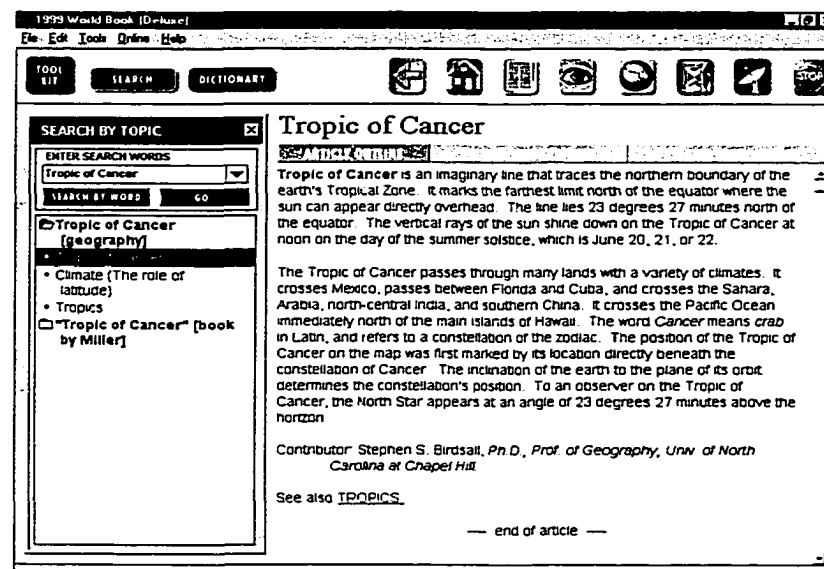 1999 World Book [Deluxe]
File Edit Tools Online Help
TOOL KIT SEARCH DICTIONARY STOP
SEARCH BY TOPIC
ENTER SEARCH WORDS
Tropic of Cancer
SEARCH BY WORD GO
Tropic of Cancer
[geography]
• Climate (The role of
latitude)
• Tropics
"Tropic of Cancer" [book
by Miller]
Tropic of Cancer
ARTICLE OUTLINE
Tropic of Cancer is an imaginary line that traces the northern boundary of the
earth's Tropical Zone. It marks the farthest limit north of the equator where the
sun can appear directly overhead. The line lies 23 degrees 27 minutes north of
the equator. The vertical rays of the sun shine down on the Tropic of Cancer at
noon on the day of the summer solstice, which is June 20, 21, or 22.
The Tropic of Cancer passes through many lands with a variety of climates. It
crosses Mexico, passes between Florida and Cuba, and crosses the Sahara,
Arabia, north-central India, and southern China. It crosses the Pacific Ocean
immediately north of the main islands of Hawaii. The word Cancer means crab
in Latin, and refers to a constellation of the zodiac. The position of the Tropic of
Cancer on the map was first marked by its location directly beneath the
constellation of Cancer. The inclination of the earth to the plane of its orbit
determines the constellation's position. To an observer on the Tropic of
Cancer, the North Star appears at an angle of 23 degrees 27 minutes above the
horizon
Contributor: Stephen S. Birdsall, Ph.D., Prof. of Geography, Univ. of North
Carolina at Chapel Hill
See also TROPICS.
— end of article —